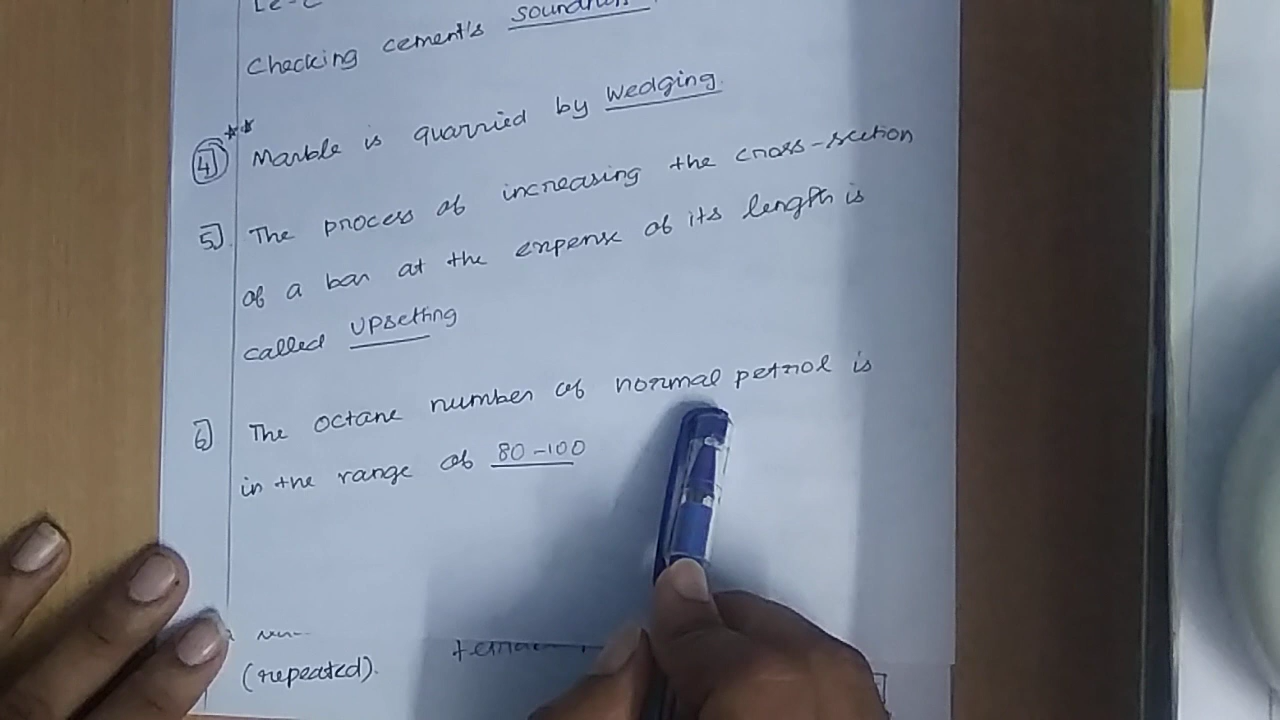 Checking cement's soundness
4] ** Marble is quarried by Wedging.
5] The process of increasing the cross-section
of a bar at the expense of its length is
called Upsetting
6] The octane number of normal petrol is
in the range of 80-100
(repeated).